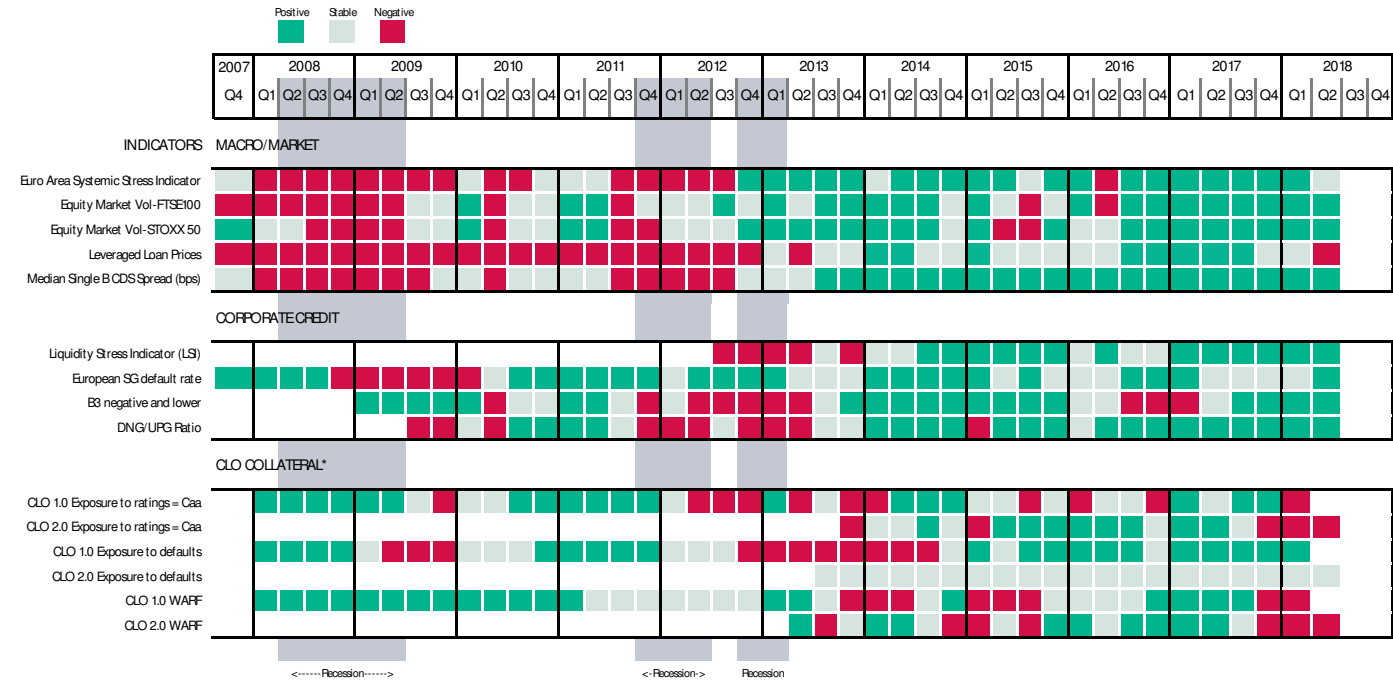 Positive Stable Negative
2007 2008 2009 2010 2011 2012 2013 2014 2015 2016 2017 2018
Q4 Q1 Q2 Q3 Q4 Q1 Q2 Q3 Q4 Q1 Q2 Q3 Q4 Q1 Q2 Q3 Q4 Q1 Q2 Q3 Q4 Q1 Q2 Q3 Q4 Q1 Q2 Q3 Q4 Q1 Q2 Q3 Q4 Q1 Q2 Q3 Q4 Q1 Q2 Q3 Q4 Q1 Q2 Q3 Q4
INDICATORS MACRO/MARKET
Euro Area Systemic Stress Indicator
Equity Market Vol-FTSE100
Equity Market Vol-STOXX 50
Leveraged Loan Prices
Median Single B CDS Spread (bps)
CORPORATE CREDIT
Liquidity Stress Indicator (LSI)
European SG default rate
B3 negative and lower
DNG/UPG Ratio
CLO COLLATERAL*
CLO 1.0 Exposure to ratings = Caa
CLO 2.0 Exposure to ratings = Caa
CLO 1.0 Exposure to defaults
CLO 2.0 Exposure to defaults
CLO 1.0 WARF
CLO 2.0 WARF
<------Recession------> <-Recession-> Recession